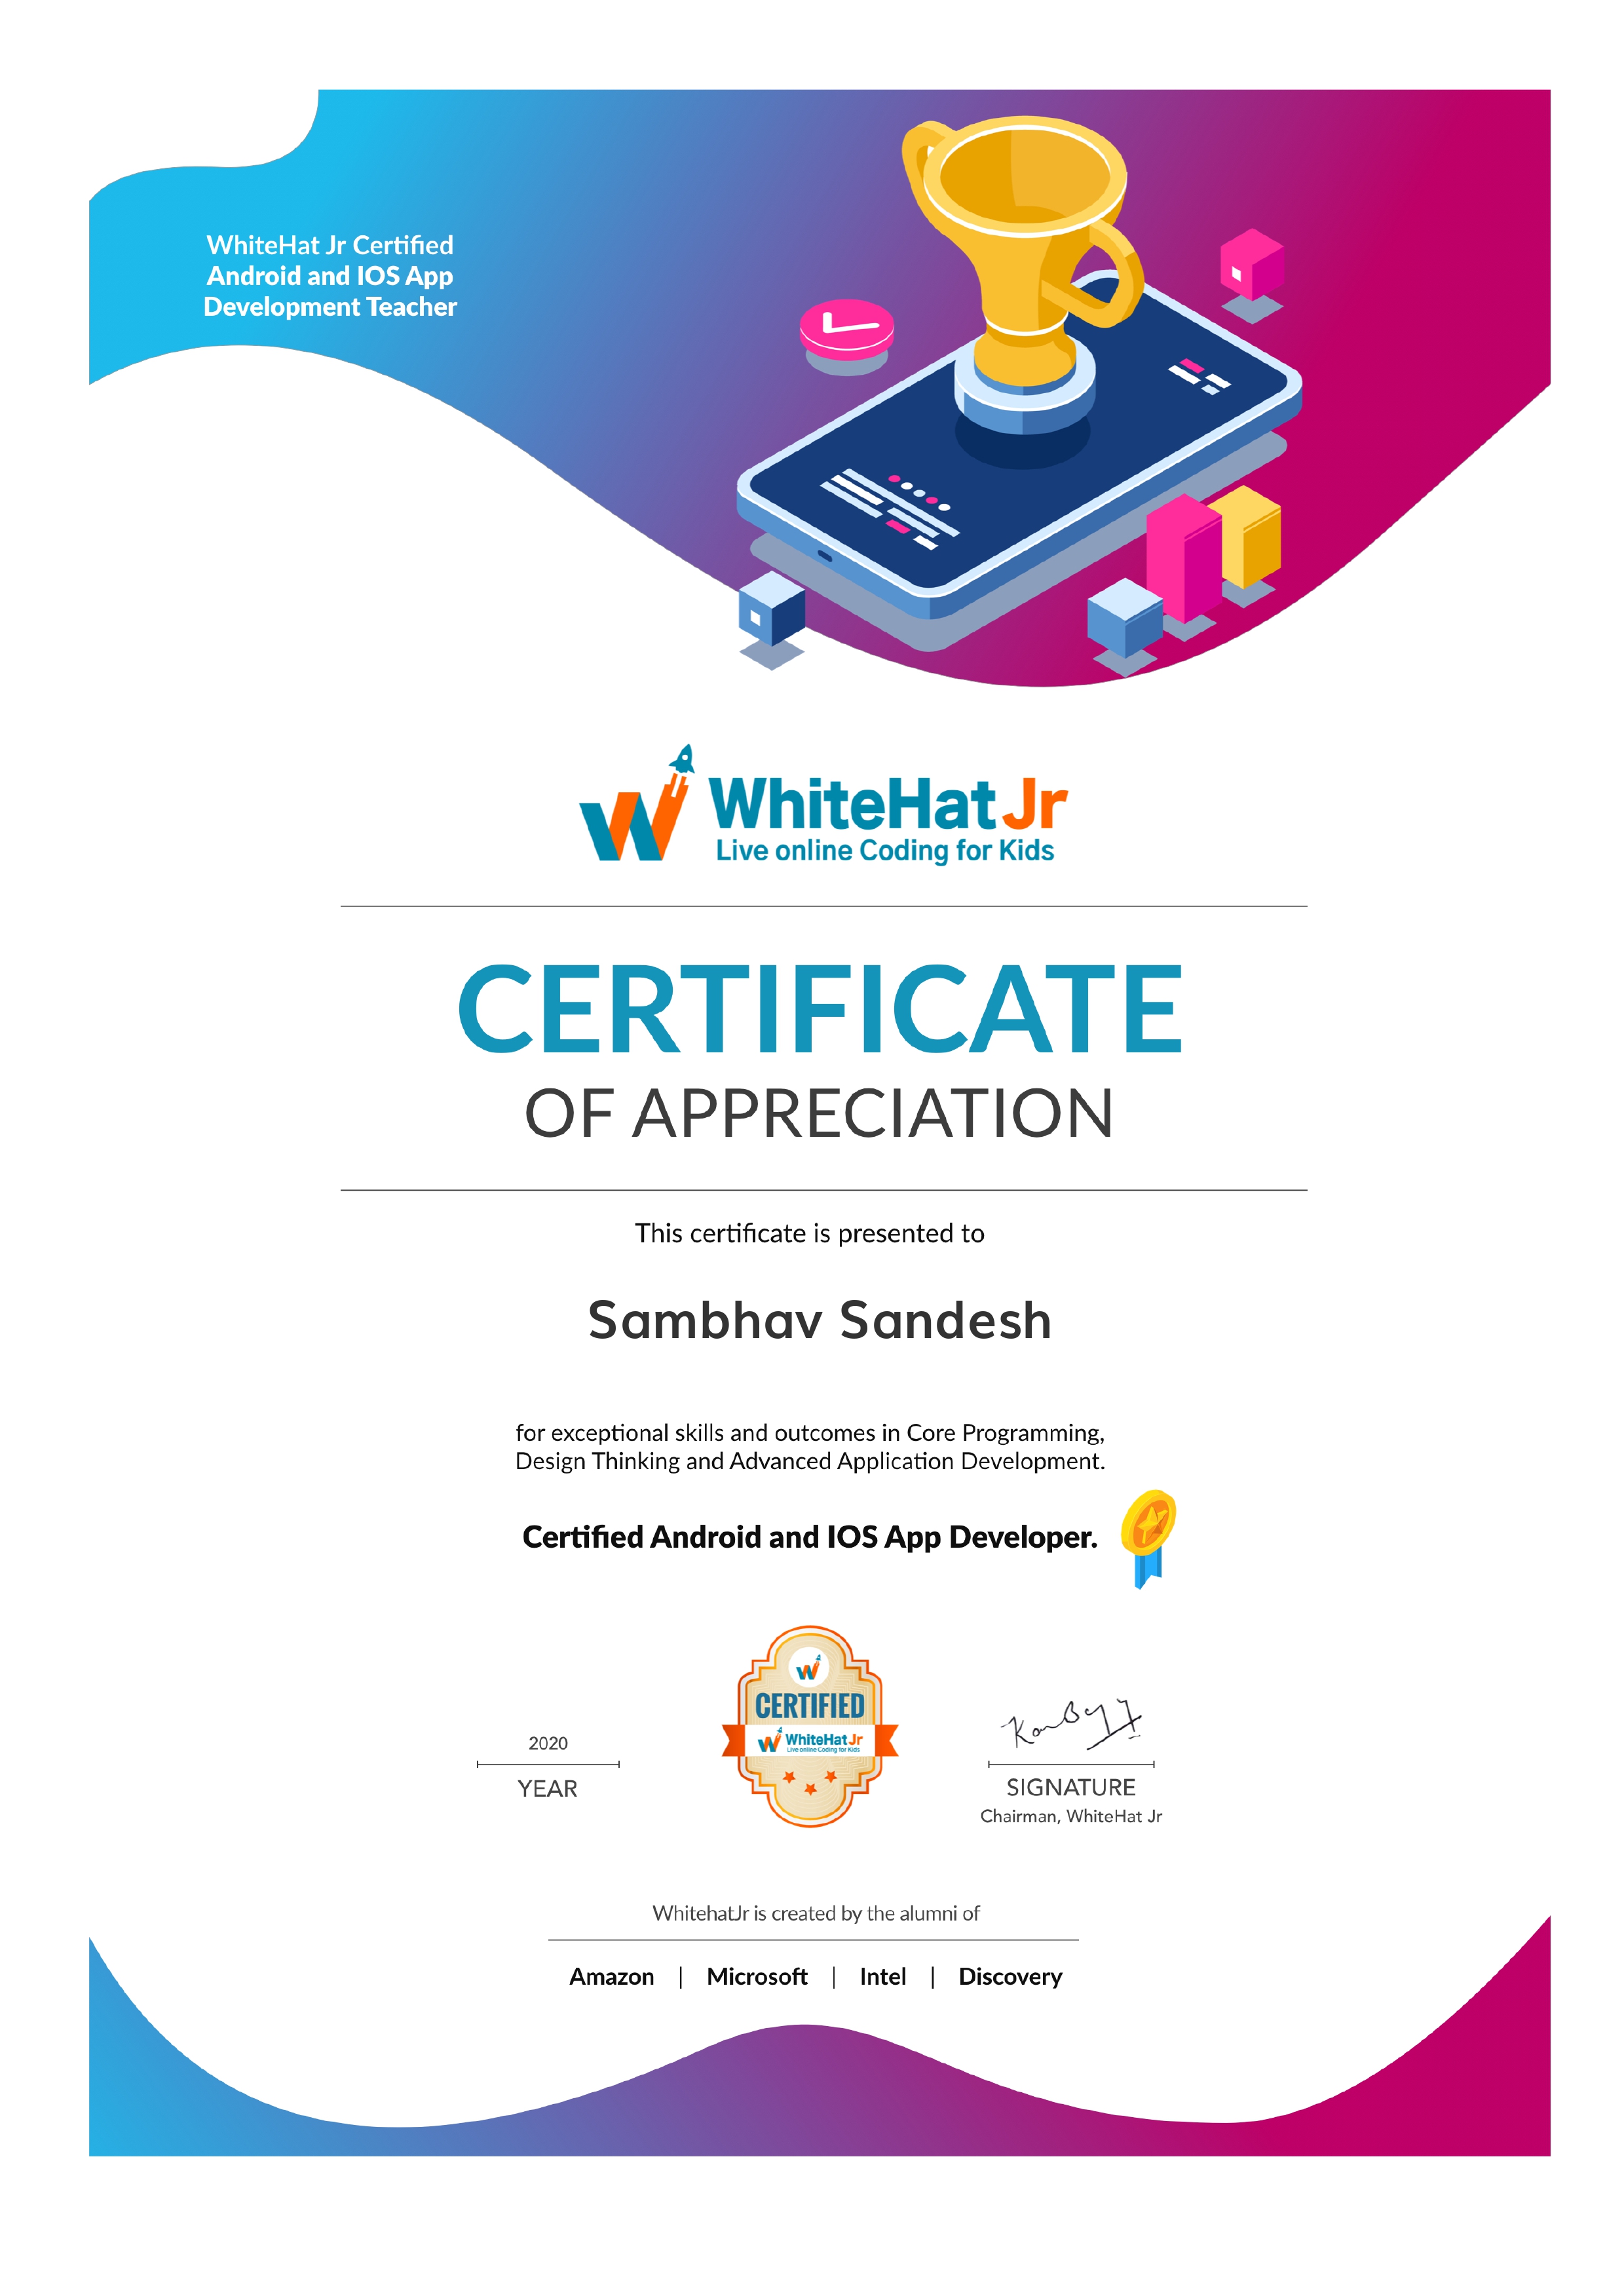 WhiteHat Jr Certified
Android and IOS App
Development Teacher
WhiteHat Jr
Live online Coding for Kids
CERTIFICATE
OF APPRECIATION
This certificate is presented to
Sambhav Sandesh
for exceptional skills and outcomes in Core Programming,
Design Thinking and Advanced Application Development.
Certified Android and IOS App Developer.
CERTIFIED
WhiteHat Jr
Live online Coding for Kids
2020
YEAR
SIGNATURE
Chairman, WhiteHat Jr
WhitehatJr is created by the alumni of
Amazon | Microsoft | Intel | Discovery